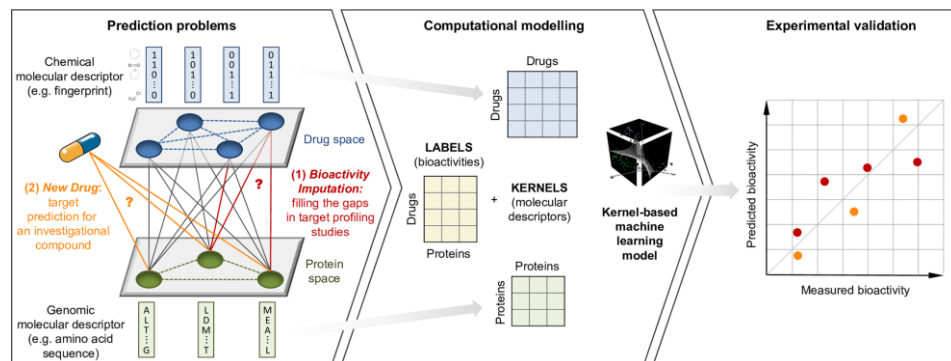 Prediction problems
Computational modelling
Experimental validation
Chemical
molecular descriptor
(e.g. fingerprint)
1 1 0 ⋮ 0
1 0 1 ⋮ 0
0 0 1 ⋮ 1
0 1 1 ⋮ 1
Drug space
(2) New Drug:
target
prediction for
an investigational
compound
?
?
(1) Bioactivity
Imputation:
filling the gaps
in target profiling
studies
Protein
space
Genomic
molecular descriptor
(e.g. amino acid
sequence)
A L T ⋮ G
L D M ⋮ T
M E A ⋮ L
Drugs
Drugs
LABELS
(bioactivities)
Drugs
Proteins
+
KERNELS
(molecular
descriptors)
Proteins
Proteins
Kernel-based
machine
learning
model
Predicted bioactivity
Measured bioactivity